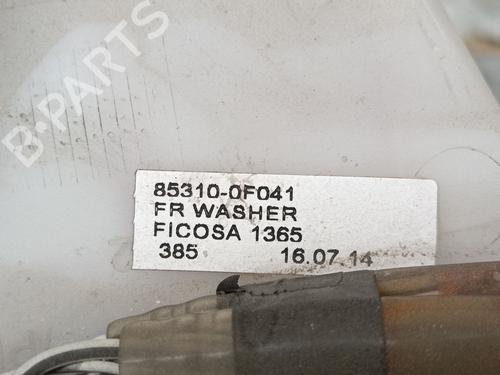 B-PARTS
85310-0F041
FR WASHER
FICOSA 1365
385 16.07.14